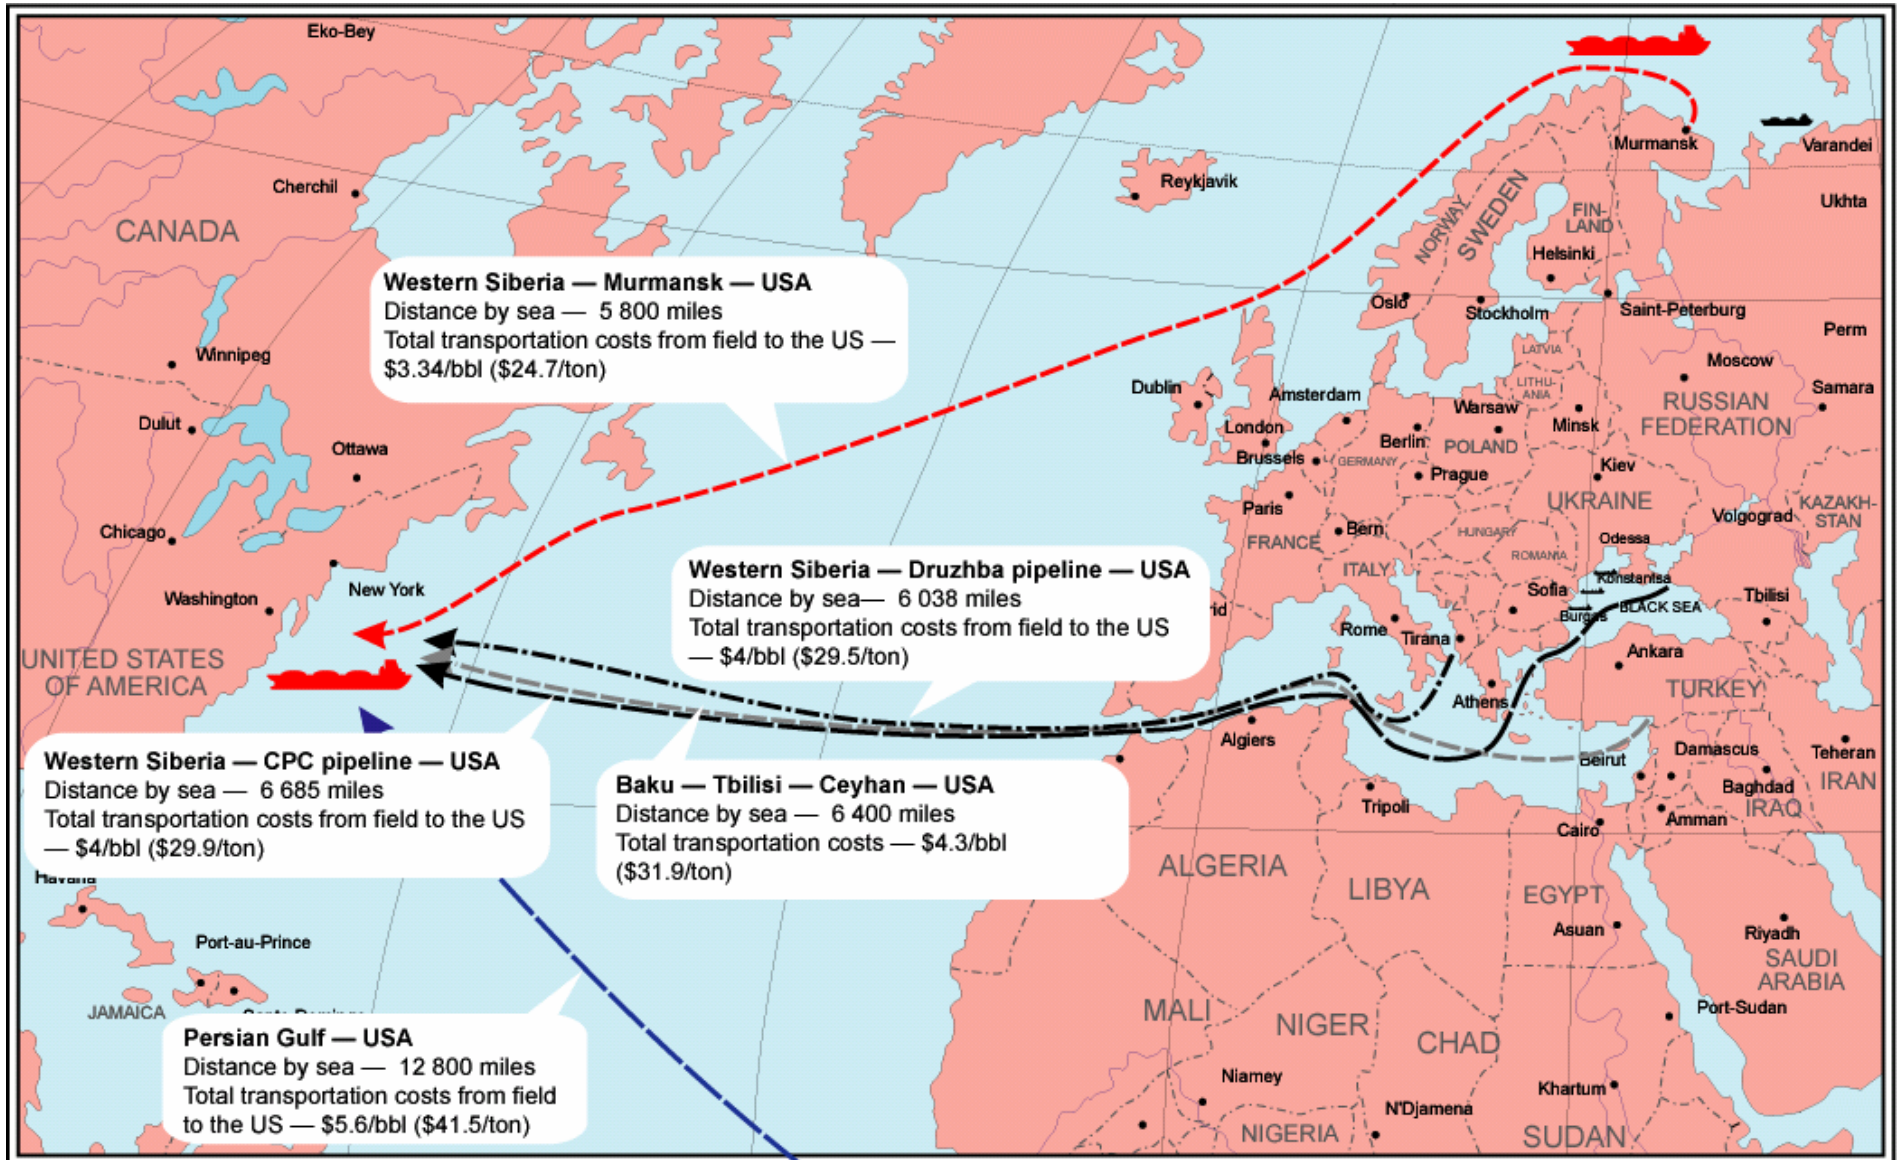 Eko-Bey
Murmansk
Varandei
Cherchil
Reykjavik
Ukhta
CANADA
NORWAY
SWEDEN
FIN-
LAND
Helsinki
Western Siberia — Murmansk — USA
Distance by sea — 5 800 miles
Total transportation costs from field to the US —
$3.34/bbl ($24.7/ton)
Oslo
Stockholm
Saint-Peterburg
Perm
Winnipeg
LATVIA
Moscow
Dublin
Amsterdam
LITHU-
ANIA
Samara
Dulut
London
Warsaw
Minsk
RUSSIAN
FEDERATION
Ottawa
Brussels
Berlin
GERMANY
POLAND
Prague
Kiev
Chicago
Paris
UKRAINE
Volgograd
KAZAKH-
STAN
FRANCE
Bern
HUNGARY
ROMANIA
Odessa
New York
Washington
Western Siberia — Druzhba pipeline — USA
Distance by sea— 6 038 miles
Total transportation costs from field to the US
— $4/bbl ($29.5/ton)
rid
ITALY
Sofia
Konstantsa
Burgas
BLACK SEA
Tbilisi
Rome
Tirana
Ankara
UNITED STATES
OF AMERICA
Athens
TURKEY
Algiers
Beirut
Damascus
Teheran
Western Siberia — CPC pipeline — USA
Distance by sea — 6 685 miles
Total transportation costs from field to the US
— $4/bbl ($29.9/ton)
Baku — Tbilisi — Ceyhan — USA
Distance by sea — 6 400 miles
Total transportation costs — $4.3/bbl
($31.9/ton)
Tripoli
Baghdad
IRAN
IRAQ
Cairo
Amman
Havana
ALGERIA
LIBYA
EGYPT
Port-au-Prince
Asuan
Riyadh
SAUDI
ARABIA
JAMAICA
Santo-Domingo
MALI
NIGER
CHAD
Port-Sudan
Persian Gulf — USA
Distance by sea — 12 800 miles
Total transportation costs from field
to the US — $5.6/bbl ($41.5/ton)
Niamey
Khartum
N'Djamena
NIGERIA
SUDAN